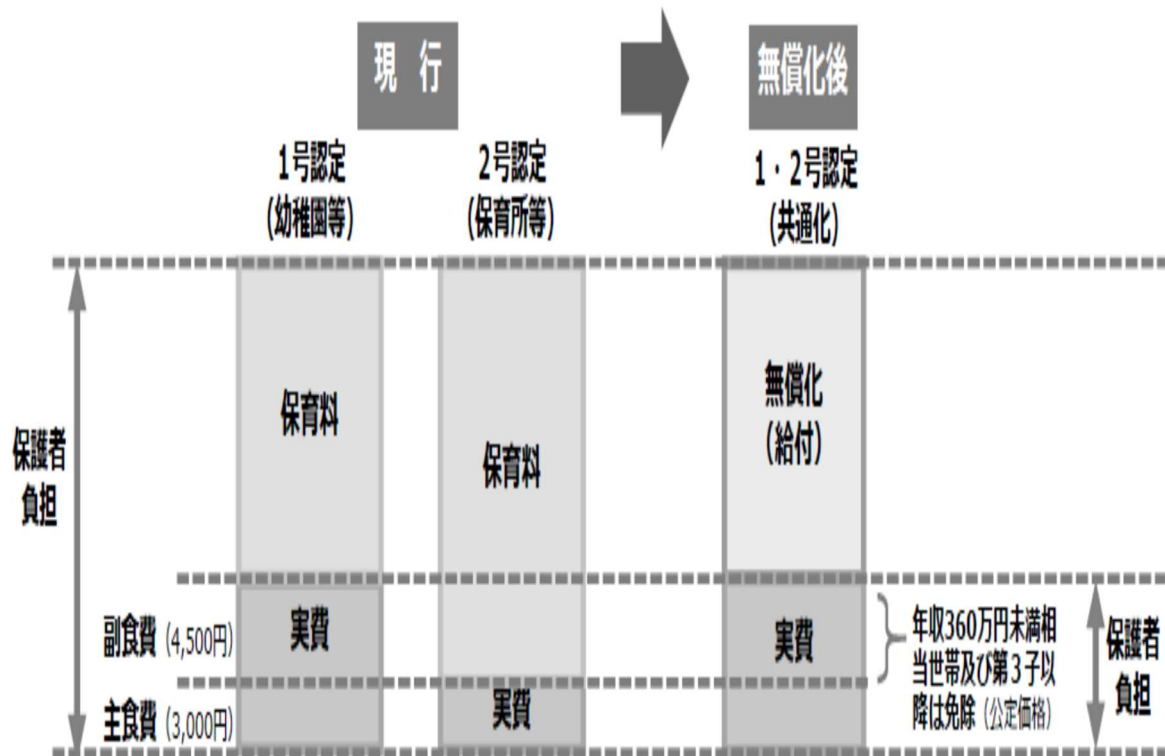 現 行
無償化後
1号認定
(幼稚園等)
2号認定
(保育所等)
1・2号認定
(共通化)
保護者
負担
保育料
保育料
無償化
(給付)
副食費 (4,500円)
実費
実費
年収360万円未満相
当世帯及び第3子以
降は免除 (公定価格)
保護者
負担
主食費 (3,000円)
実費